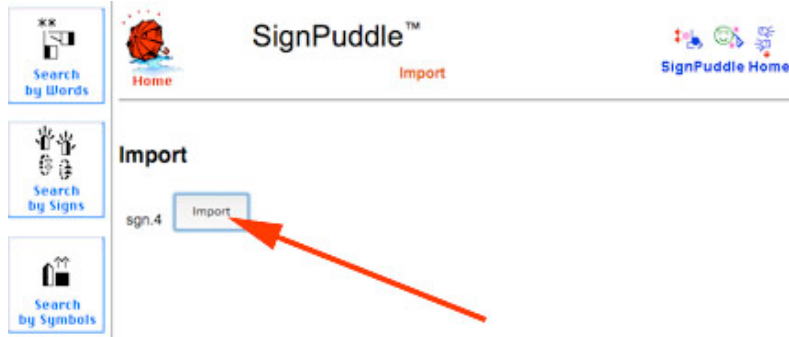 Search
by Words
Home
SignPuddle™
Import
SignPuddle Home
Search
by Signs
Import
sgn.4
Import
Search
by Symbols